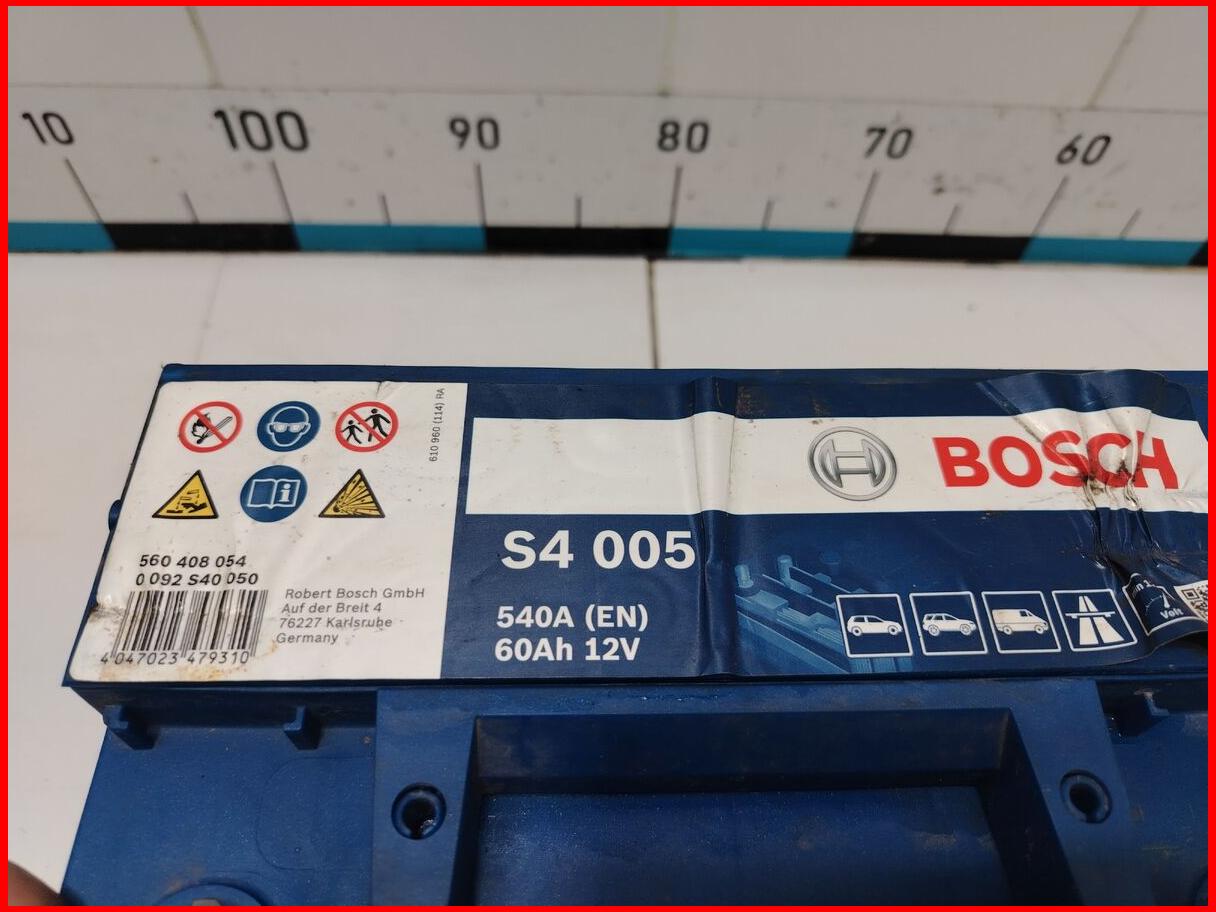 10 100 90 80 70 60
610 960 (114) RA
BOSCH
S4 005
560 408 054
0 092 S40 050
Robert Bosch GmbH
Auf der Breit 4
76227 Karlsruhe
Germany
4 047023 479310
540A (EN)
60Ah 12V
Volt